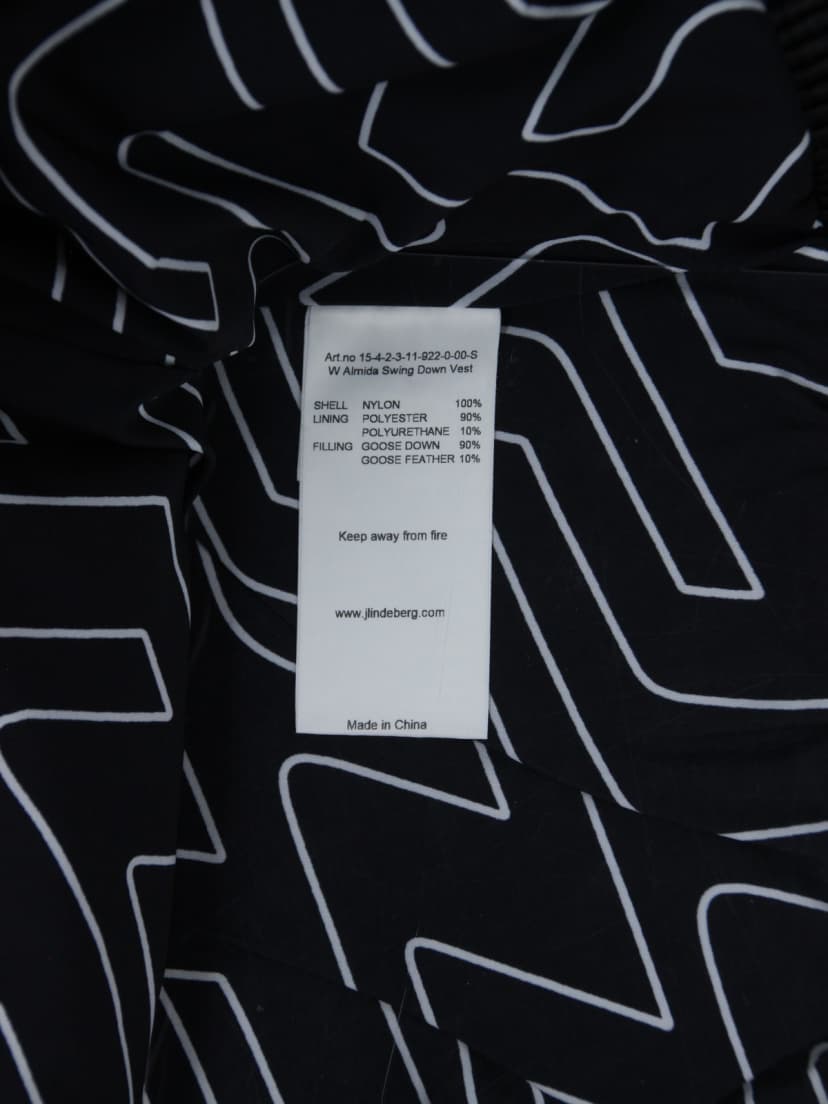 Art.no 15-4-2-3-11-922-0-00-S
W Almida Swing Down Vest
SHELL NYLON 100%
LINING POLYESTER 90%
POLYURETHANE 10%
FILLING GOOSE DOWN 90%
GOOSE FEATHER 10%
Keep away from fire
www.jlindeberg.com
Made in China